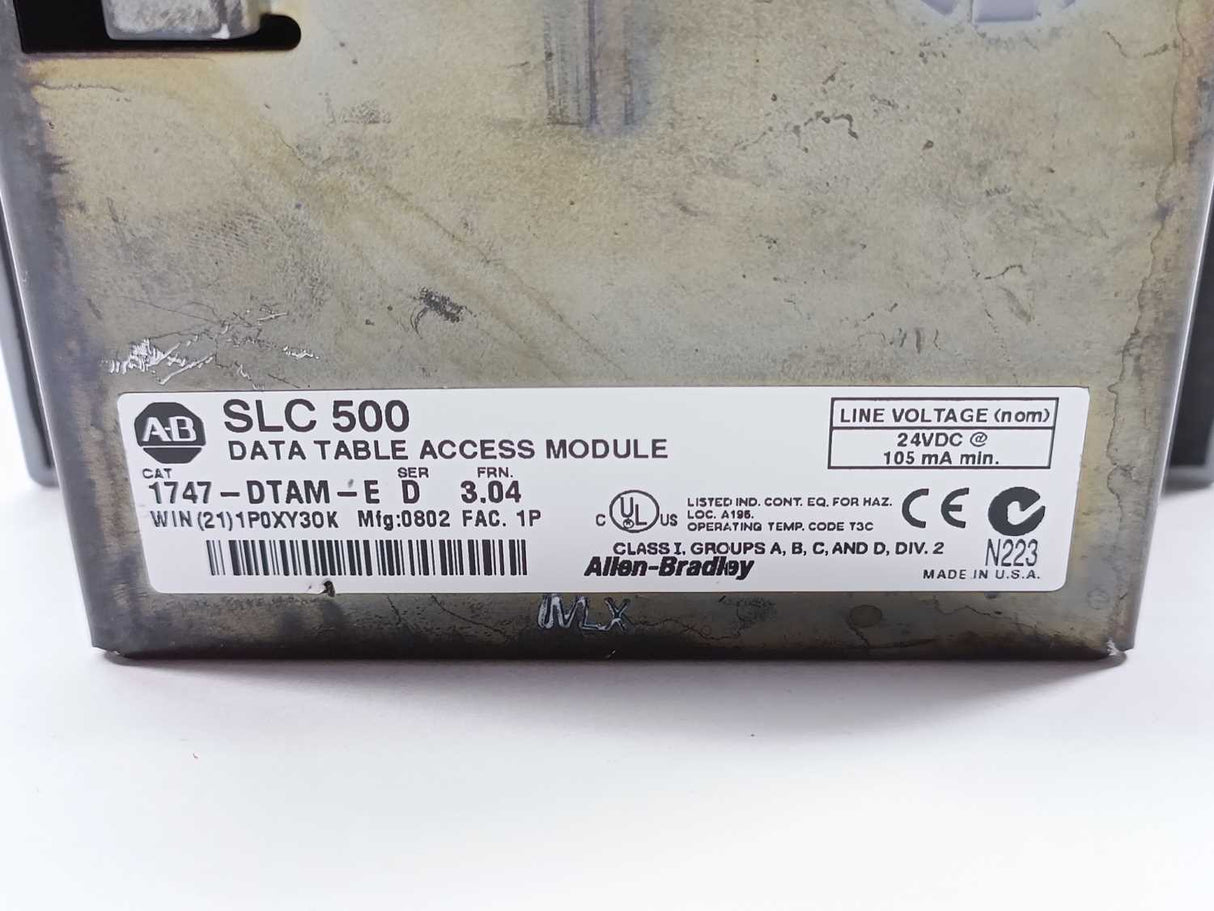 A-B
SLC 500
DATA TABLE ACCESS MODULE
CAT SER FRN.
1747-DTAM-E D 3.04
WIN(21)1P0XY30K Mfg:0802 FAC. 1P
LINE VOLTAGE (nom)
24VDC @
105 mA min.
C UL US
LISTED IND. CONT. EQ. FOR HAZ.
LOC. A196.
OPERATING TEMP. CODE T3C
CE
N223
CLASS I, GROUPS A, B, C, AND D, DIV. 2
Allen-Bradley
MADE IN U.S.A.